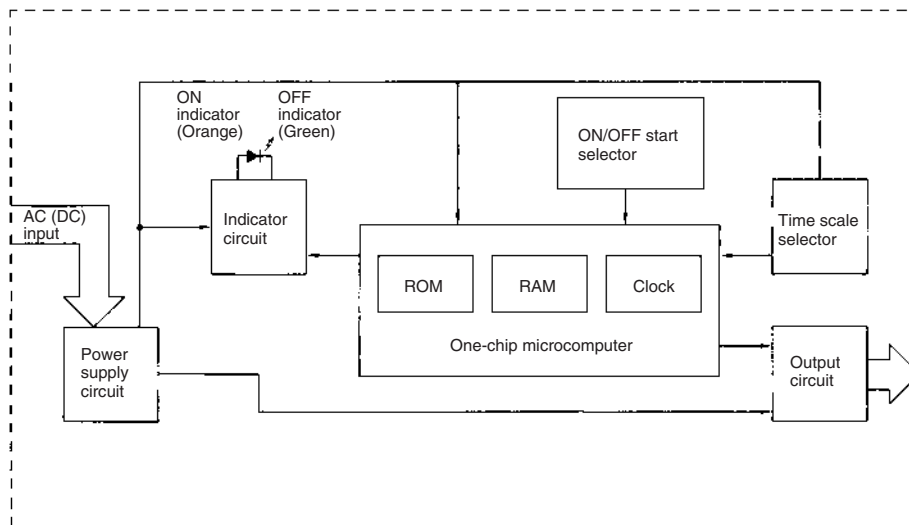 ON
indicator
(Orange)
OFF
indicator
(Green)
ON/OFF start
selector
AC (DC)
input
Indicator
circuit
Time scale
selector
ROM
RAM
Clock
One-chip microcomputer
Power
supply
circuit
Output
circuit